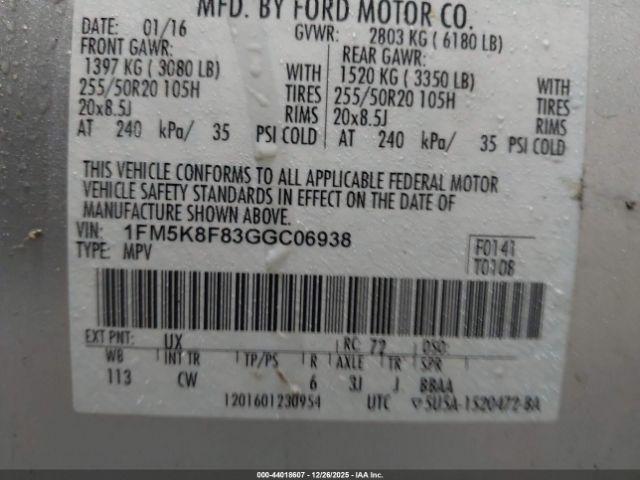 MFD. BY FORD MOTOR CO.
DATE: 01/16 GVWR: 2803 KG ( 6180 LB)
FRONT GAWR: REAR GAWR:
1397 KG ( 3080 LB) WITH 1520 KG ( 3350 LB) WITH
255/50R20 105H TIRES 255/50R20 105H TIRES
20x8.5J RIMS 20x8.5J RIMS
AT 240 kPa/ 35 PSI COLD AT 240 kPa/ 35 PSI COLD
THIS VEHICLE CONFORMS TO ALL APPLICABLE FEDERAL MOTOR
VEHICLE SAFETY STANDARDS IN EFFECT ON THE DATE OF
MANUFACTURE SHOWN ABOVE.
VIN: 1FM5K8F83GGC06938 F0141
TYPE: MPV T0108
EXT PNT: UX RC: 72 DSO:
WB INT TR TP/PS R AXLE TR SPR
113 CW 6 3J J BBAA
1201601230954 UTC ▽5U5A-1520472-BA
000-44018607 - 12/26/2025 - IAA Inc.